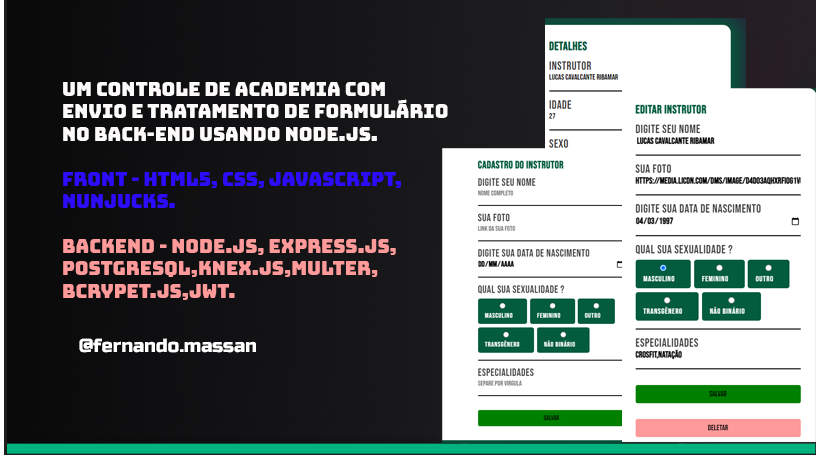 UM CONTROLE DE ACADEMIA COM
ENVIO E TRATAMENTO DE FORMULÁRIO
NO BACK-END USANDO NODE.JS.
FRONT - HTML5, CSS, JAVASCRIPT,
NUNJUCKS.
BACKEND - NODE.JS, EXPRESS.JS,
POSTGRESQL,KNEX.JS,MULTER,
BCRYPET.JS,JWT.
@fernando.massan
DETALHES
INSTRUTOR
LUCAS CAVALCANTE RIBAMAR
IDADE
27
SEXO
CADASTRO DO INSTRUTOR
DIGITE SEU NOME
NOME COMPLETO
SUA FOTO
LINK DA SUA FOTO
DIGITE SUA DATA DE NASCIMENTO
DD/MM/AAAA
QUAL SUA SEXUALIDADE ?
MASCULINO FEMININO OUTRO
TRANSGÊNERO NÃO BINÁRIO
ESPECIALIDADES
SEPARE POR VIRGULA
SALVAR
EDITAR INSTRUTOR
DIGITE SEU NOME
LUCAS CAVALCANTE RIBAMAR
SUA FOTO
HTTPS://MEDIA.LICDN.COM/DMS/IMAGE/
DIGITE SUA DATA DE NASCIMENTO
04/03/1997
QUAL SUA SEXUALIDADE ?
MASCULINO FEMININO OUTRO
TRANSGÊNERO NÃO BINÁRIO
ESPECIALIDADES
CROSFIT,NATAÇÃO
SALVAR
DELETAR